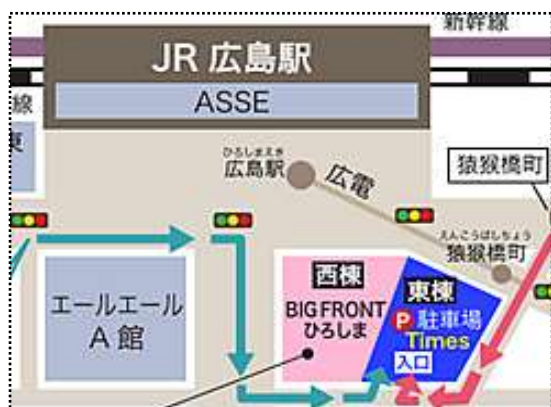 新幹線
JR 広島駅
ASSE
線
東
ひろしまえき
広島駅
広電
猿猴橋町
えんこうばしちょう
猿猴橋町
西棟
BIG FRONT
ひろしま
東棟
P 駐車場
Times
入口
エールエール
A 館